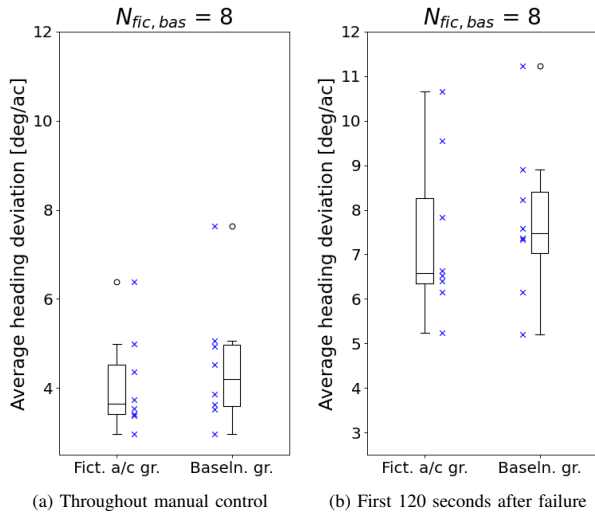 N_{fic, bas} = 8
Average heading deviation [deg/ac]
12
10
8
6
4
Fict. a/c gr.
Baseln. gr.
(a) Throughout manual control
N_{fic, bas} = 8
Average heading deviation [deg/ac]
12
11
10
9
8
7
6
5
4
3
Fict. a/c gr.
Baseln. gr.
(b) First 120 seconds after failure